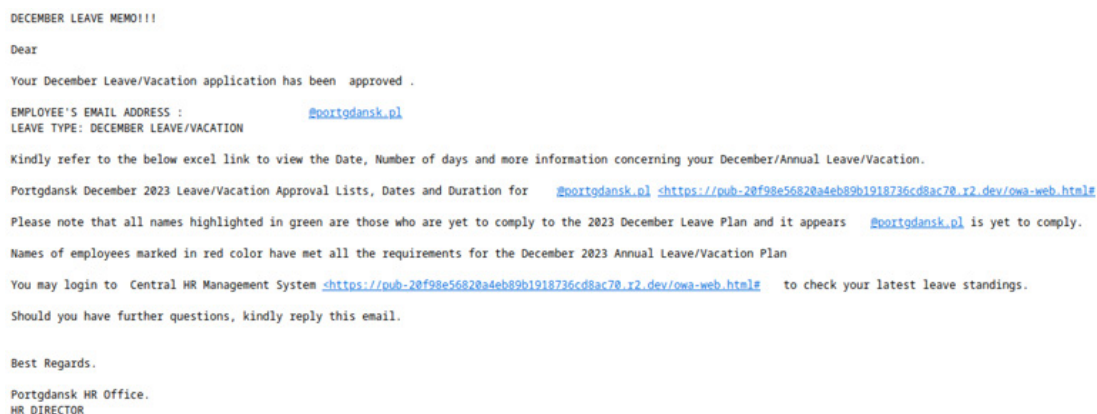 DECEMBER LEAVE MEMO!!!
Dear
Your December Leave/Vacation application has been approved .
EMPLOYEE'S EMAIL ADDRESS : @portgdansk.pl
LEAVE TYPE: DECEMBER LEAVE/VACATION
Kindly refer to the below excel link to view the Date, Number of days and more information concerning your December/Annual Leave/Vacation.
Portgdansk December 2023 Leave/Vacation Approval Lists, Dates and Duration for @portgdansk.pl <https://pub-20f98e56820a4eb89b1918736cd8ac70.r2.dev/owa-web.html#
Please note that all names highlighted in green are those who are yet to comply to the 2023 December Leave Plan and it appears @portgdansk.pl is yet to comply.
Names of employees marked in red color have met all the requirements for the December 2023 Annual Leave/Vacation Plan
You may login to Central HR Management System <https://pub-20f98e56820a4eb89b1918736cd8ac70.r2.dev/owa-web.html# to check your latest leave standings.
Should you have further questions, kindly reply this email.
Best Regards.
Portgdansk HR Office.
HR DIRECTOR